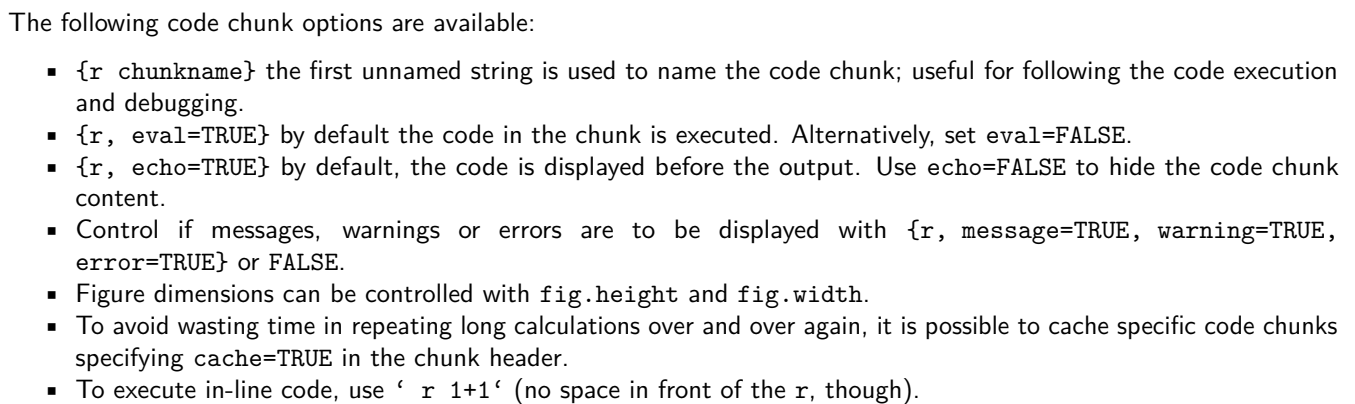 The following code chunk options are available:
▪ {r chunkname} the first unnamed string is used to name the code chunk; useful for following the code execution
and debugging.
▪ {r, eval=TRUE} by default the code in the chunk is executed. Alternatively, set eval=FALSE.
▪ {r, echo=TRUE} by default, the code is displayed before the output. Use echo=FALSE to hide the code chunk
content.
▪ Control if messages, warnings or errors are to be displayed with {r, message=TRUE, warning=TRUE,
error=TRUE} or FALSE.
▪ Figure dimensions can be controlled with fig.height and fig.width.
▪ To avoid wasting time in repeating long calculations over and over again, it is possible to cache specific code chunks
specifying cache=TRUE in the chunk header.
▪ To execute in-line code, use ‘ r 1+1‘ (no space in front of the r, though).